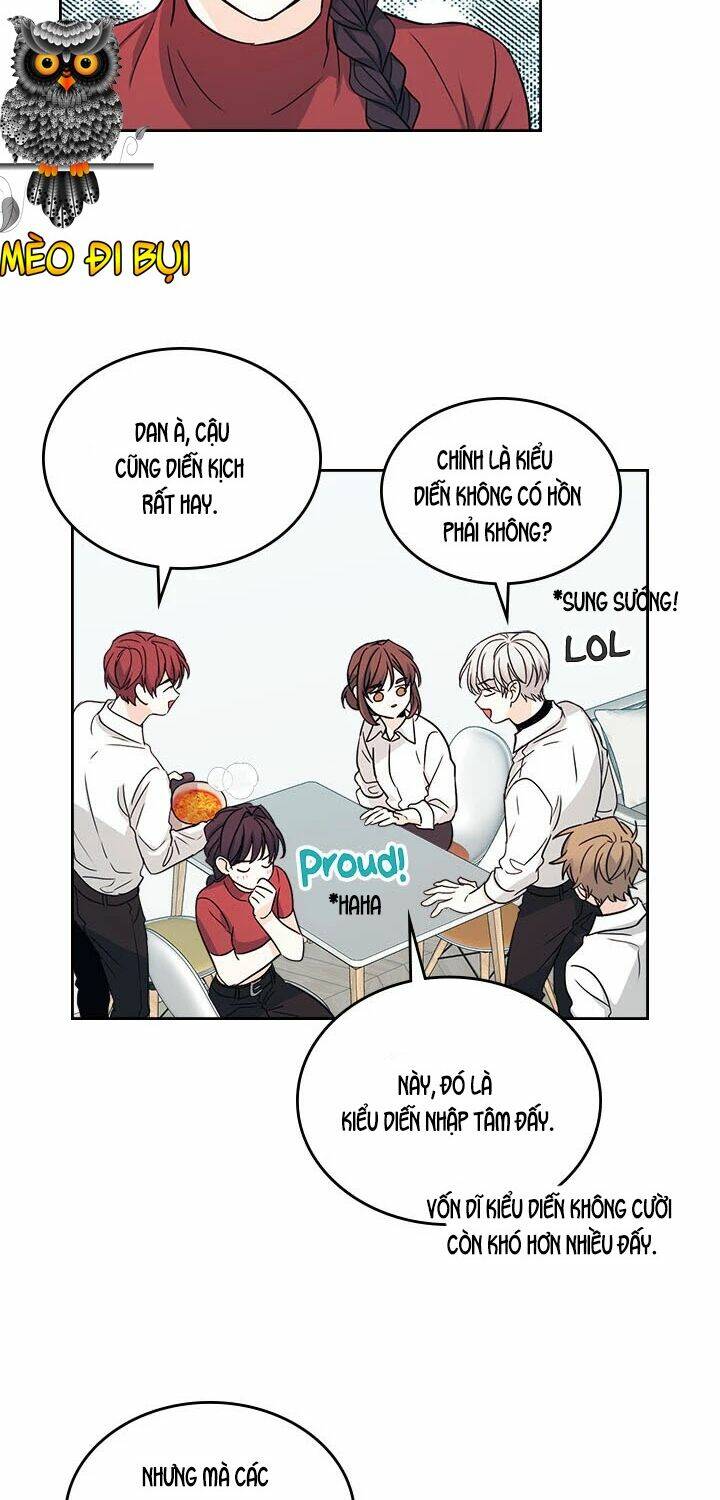 MÈO ĐI BỤI
DAN À, CẬU
CŨNG DIỄN KỊCH
RẤT HAY.
CHÍNH LÀ KIỂU
DIỄN KHÔNG CÓ HỒN
PHẢI KHÔNG?
*SUNG SƯỚNG!
LOL
Proud!
*HAHA
NÀY, ĐÓ LÀ
KIỂU DIỄN NHẬP TÂM ĐẤY.
VỐN DĨ KIỂU DIỄN KHÔNG CƯỜI
CÒN KHÓ HƠN NHIỀU ĐẤY.
NHƯNG MÀ CÁC